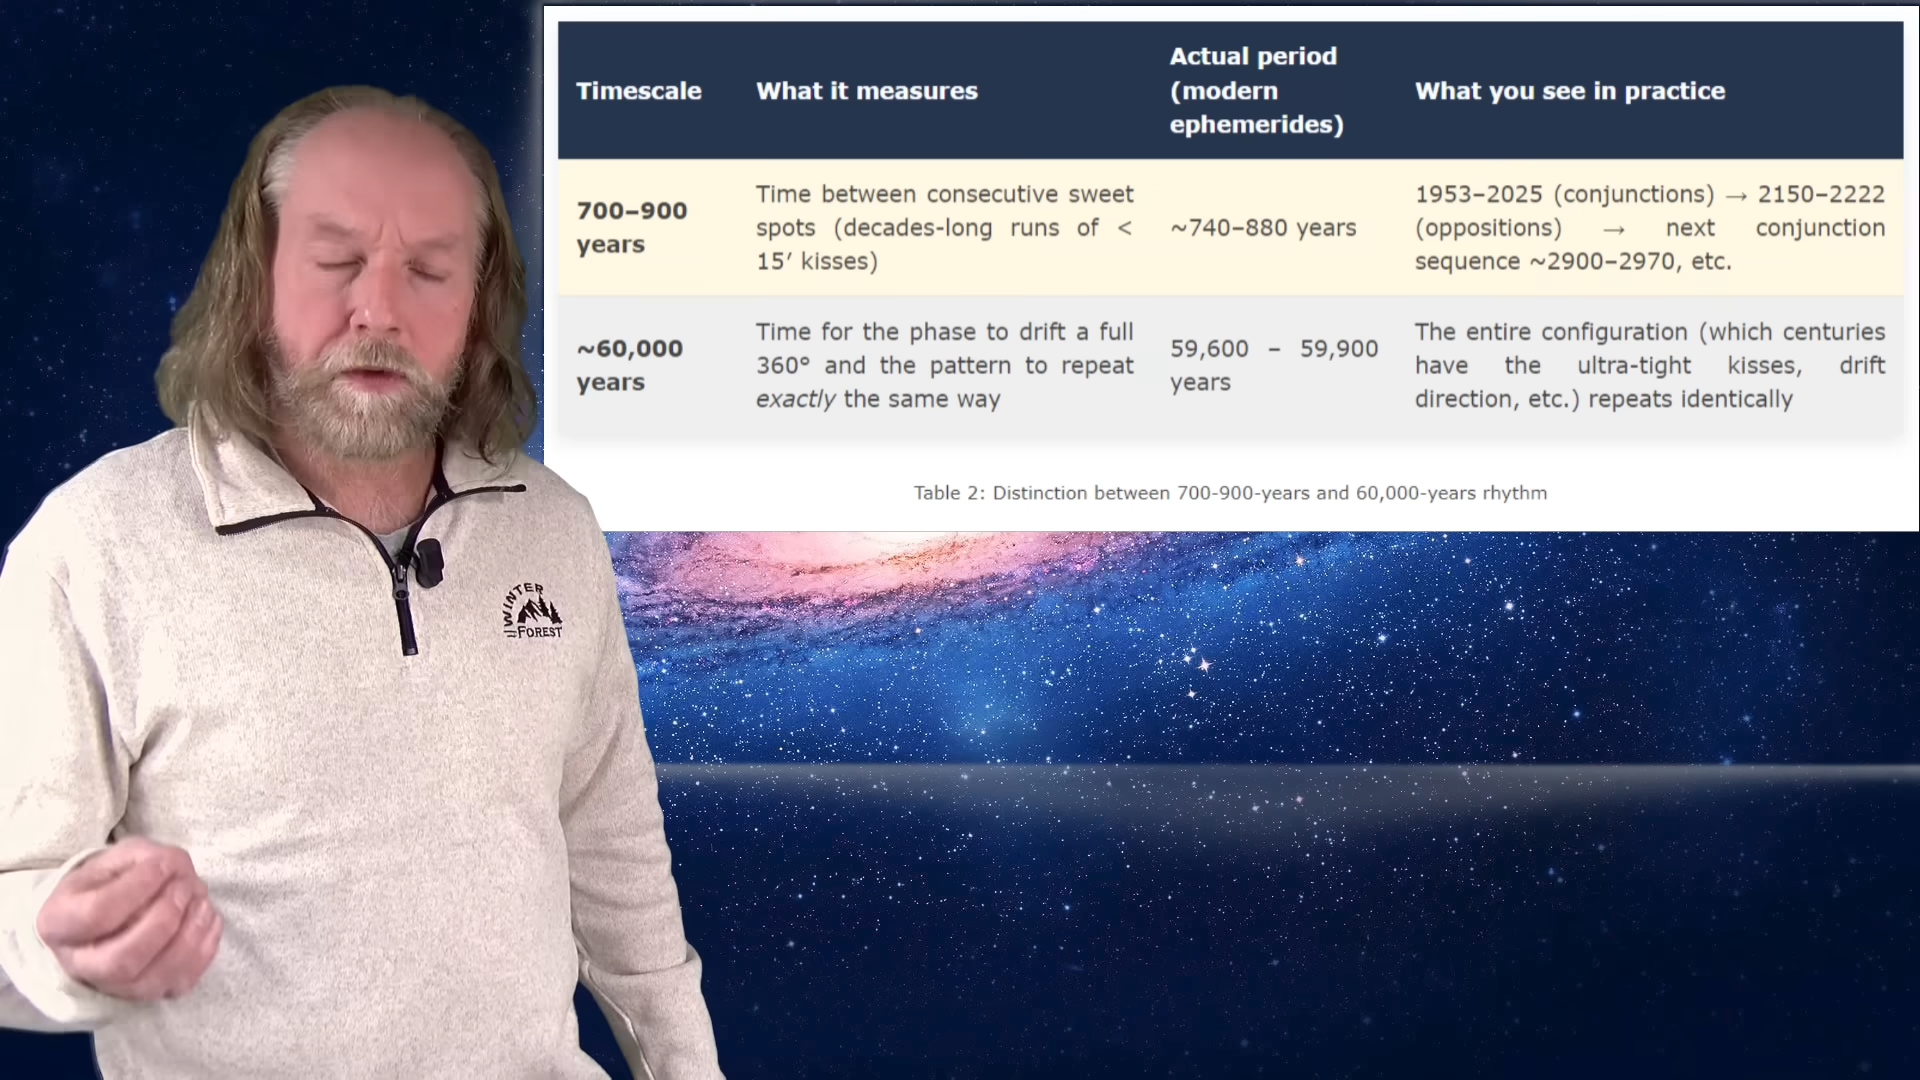 Timescale
What it measures
Actual period
(modern
ephemerides)
What you see in practice
700–900
years
Time between consecutive sweet
spots (decades-long runs of <
15′ kisses)
~740–880 years
1953–2025 (conjunctions) → 2150–2222
(oppositions) → next conjunction
sequence ~2900–2970, etc.
~60,000
years
Time for the phase to drift a full
360° and the pattern to repeat
exactly the same way
59,600 – 59,900
years
The entire configuration (which centuries
have the ultra-tight kisses, drift
direction, etc.) repeats identically
Table 2: Distinction between 700-900-years and 60,000-years rhythm
WINTER
FOREST